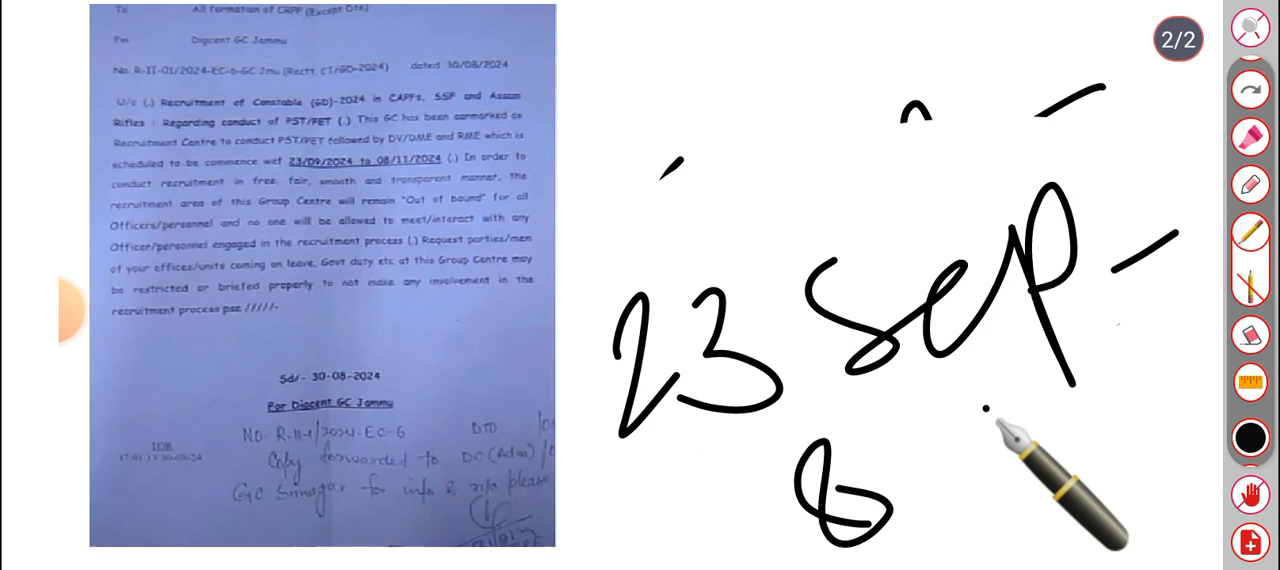 To All formation of CRPF (Except Dte)
Fm Digcent GC Jammu
No. R-II-01/2024-EC-6-GC Jmu (Rectt. CT/GD-2024) dated 30/08/2024
U/c (.) Recruitment of Constable (GD)-2024 in CAPFs, SSF and Assam
Rifles : Regarding conduct of PST/PET (.) This GC has been earmarked as
Recruitment Centre to conduct PST/PET followed by DV/DME and RME which is
scheduled to be commence wef 23/09/2024 to 08/11/2024 (.) In order to
conduct recruitment in free, fair, smooth and transparent manner, the
recruitment area of this Group Centre will remain "Out of bound" for all
Officers/personnel and no one will be allowed to meet/interact with any
Officer/personnel engaged in the recruitment process (.) Request parties/men
of your offices/units coming on leave, Govt duty etc at this Group Centre may
be restricted or briefed properly to not make any involvement in the
recruitment process pse /////-
Sd/- 30-08-2024
For Digcent GC Jammu
No. R-II-1/2024-EC-6 DTD
Copy forwarded to DC (Adm)
GC Srinagar for info & n/a please
2/2
23 Sep -
8